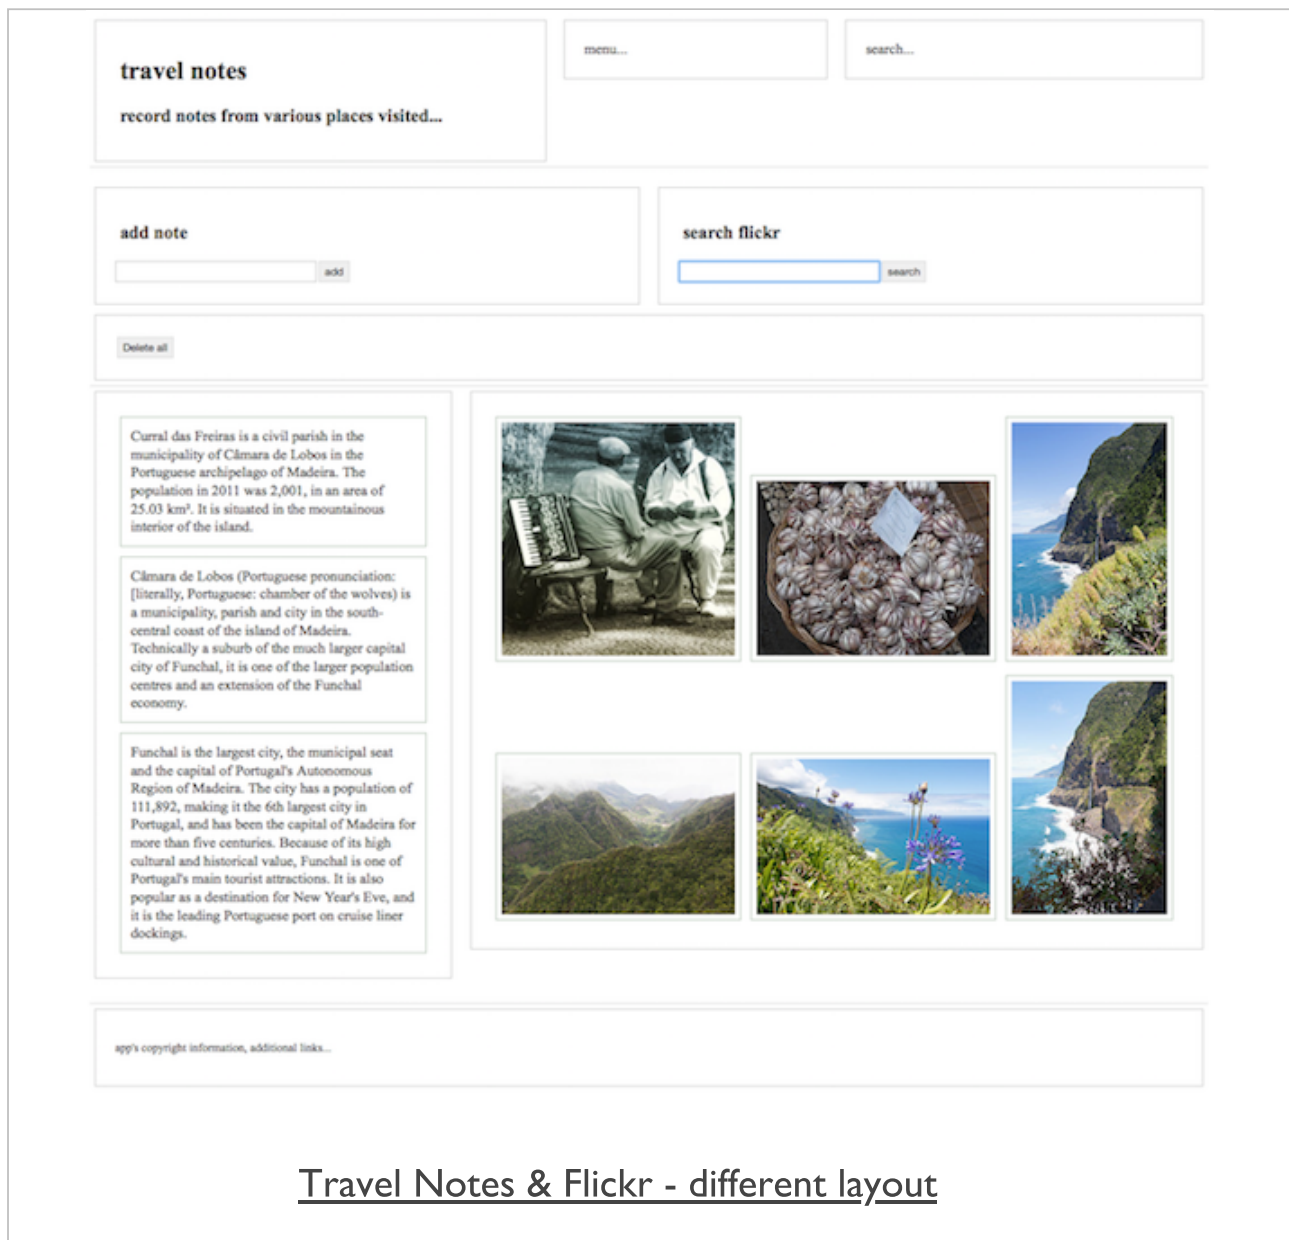 travel notes
record notes from various places visited...
menu...
search...
add note
add
search flickr
search
Delete all
Curral das Freiras is a civil parish in the
municipality of Câmara de Lobos in the
Portuguese archipelago of Madeira. The
population in 2011 was 2,001, in an area of
25.03 km². It is situated in the mountainous
interior of the island.
Câmara de Lobos (Portuguese pronunciation:
[literally, Portuguese: chamber of the wolves) is
a municipality, parish and city in the south-
central coast of the island of Madeira.
Technically a suburb of the much larger capital
city of Funchal, it is one of the larger population
centres and an extension of the Funchal
economy.
Funchal is the largest city, the municipal seat
and the capital of Portugal's Autonomous
Region of Madeira. The city has a population of
111,892, making it the 6th largest city in
Portugal, and has been the capital of Madeira for
more than five centuries. Because of its high
cultural and historical value, Funchal is one of
Portugal's main tourist attractions. It is also
popular as a destination for New Year's Eve, and
it is the leading Portuguese port on cruise liner
dockings.
app's copyright information, additional links...
Travel Notes & Flickr - different layout